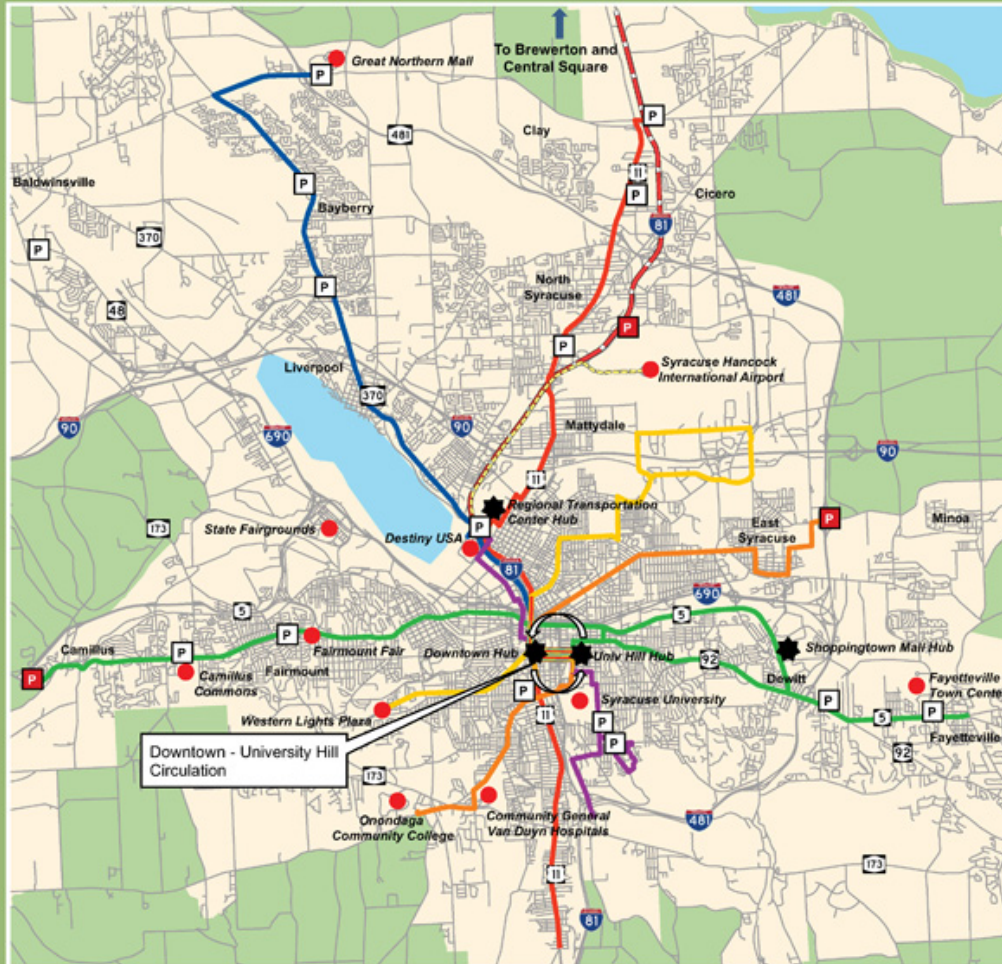 To Brewerton and
Central Square
P
Great Northern Mall
P
481
Clay
P
11
P
Cicero
Baldwinsville
P
Bayberry
370
P
81
P
48
P
North
Syracuse
481
P
P
Syracuse Hancock
International Airport
Liverpool
370
90
690
90
Mattydale
90
11
173
State Fairgrounds
P
Regional Transportation
Center Hub
Destiny USA
P
East
Syracuse
Minoa
81
690
5
5
Camillus
P
P
Fairmount Fair
Fairmount
Downtown Hub
Univ Hill Hub
92
Shoppingtown Mall Hub
Dewitt
P
Camillus
Commons
P
Syracuse University
Fayetteville
Town Center
P
P
5
Fayetteville
92
Western Lights Plaza
11
P
P
Downtown - University Hill
Circulation
173
Onondaga
Community College
Community General
Van Duyn Hospitals
481
173
11
81